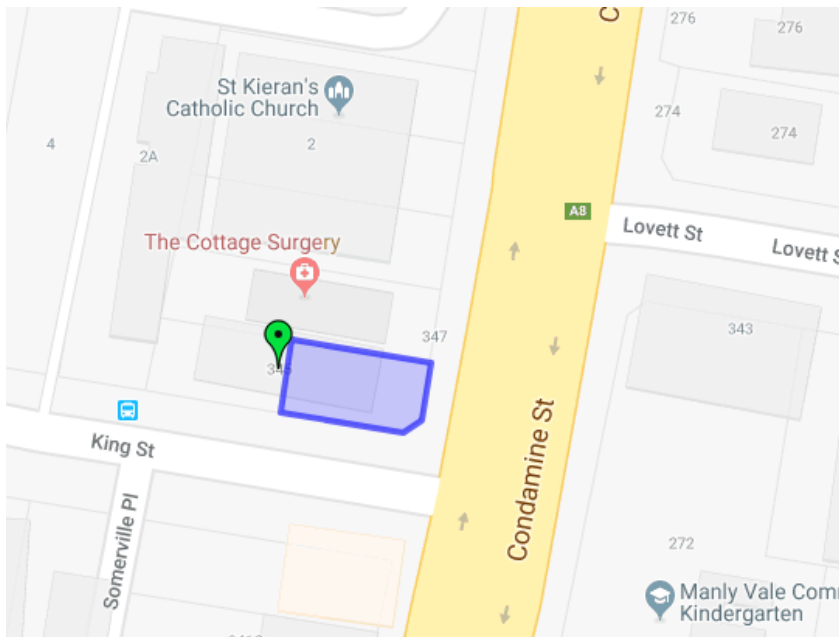 C
276
276
St Kieran's
Catholic Church
274
274
4
2A
2
A8
Lovett St
Lovett S
The Cottage Surgery
347
343
King St
Condamine St
Somerville Pl
272
Manly Vale Com
Kindergarten